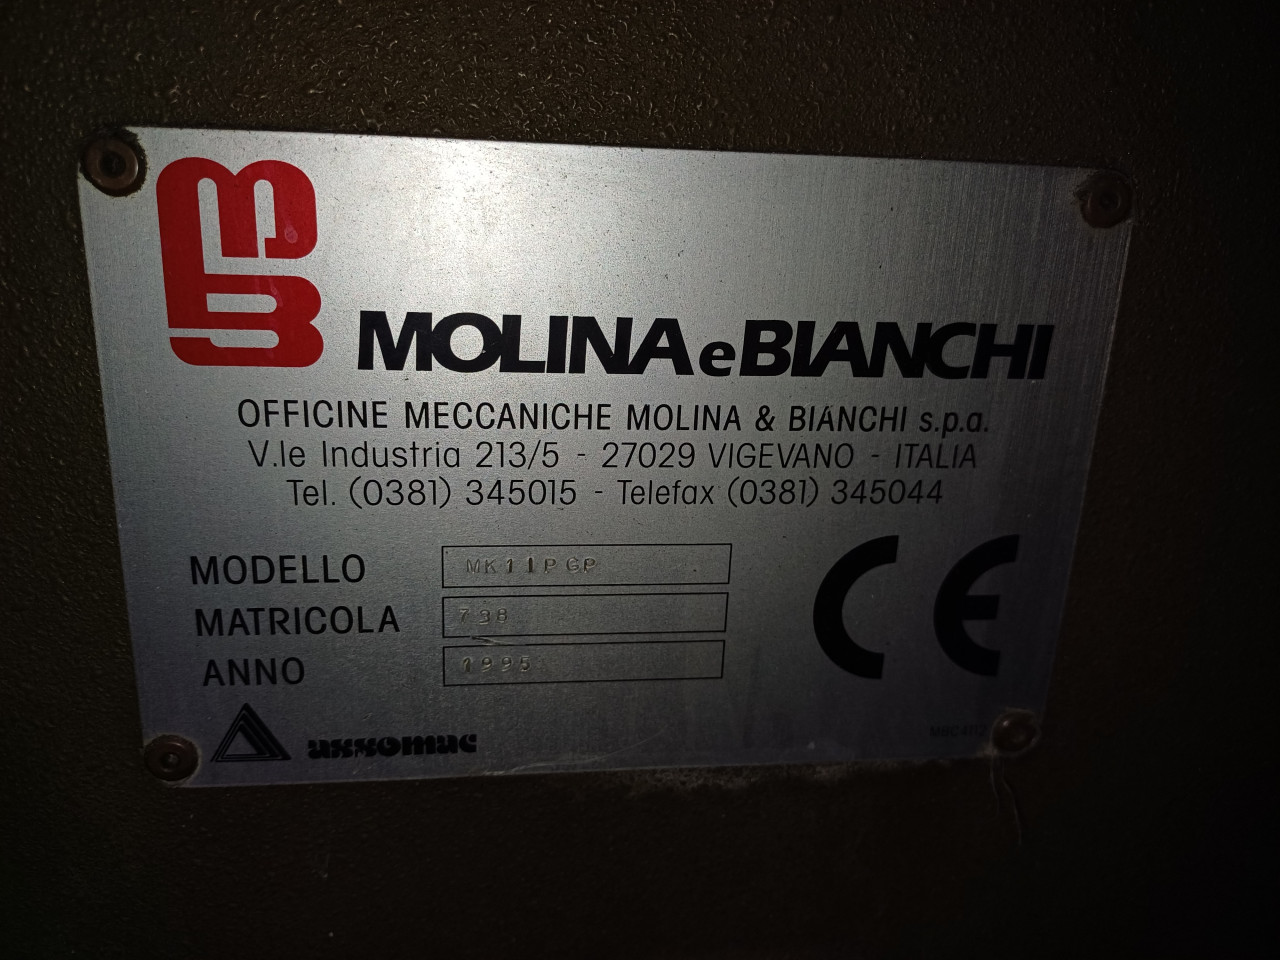 MB
MOLINA e BIANCHI
OFFICINE MECCANICHE MOLINA & BIANCHI s.p.a.
V.le Industria 213/5 - 27029 VIGEVANO - ITALIA
Tel. (0381) 345015 - Telefax (0381) 345044
MODELLO MK11PGP
MATRICOLA 738
ANNO 1995
CE
assomac